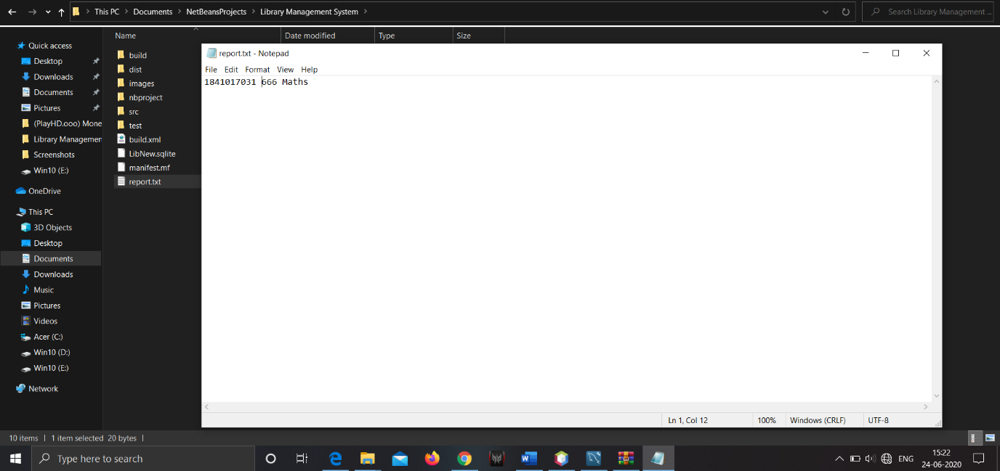 This PC > Documents > NetBeansProjects > Library Management System >
Search Library Management ...
Name Date modified Type Size
Quick access
Desktop
Downloads
Documents
Pictures
(PlayHD.ooo) Mone
Library Managemer
Screenshots
Win10 (E:)
OneDrive
This PC
3D Objects
Desktop
Documents
Downloads
Music
Pictures
Videos
Acer (C:)
Win10 (D:)
Win10 (E:)
Network
build
dist
images
nbproject
src
test
build.xml
LibNew.sqlite
manifest.mf
report.txt
report.txt - Notepad
File Edit Format View Help
1841017031 666 Maths
Ln 1, Col 12 100% Windows (CRLF) UTF-8
10 items | 1 item selected 20 bytes |
Type here to search
ENG
15:22
24-06-2020